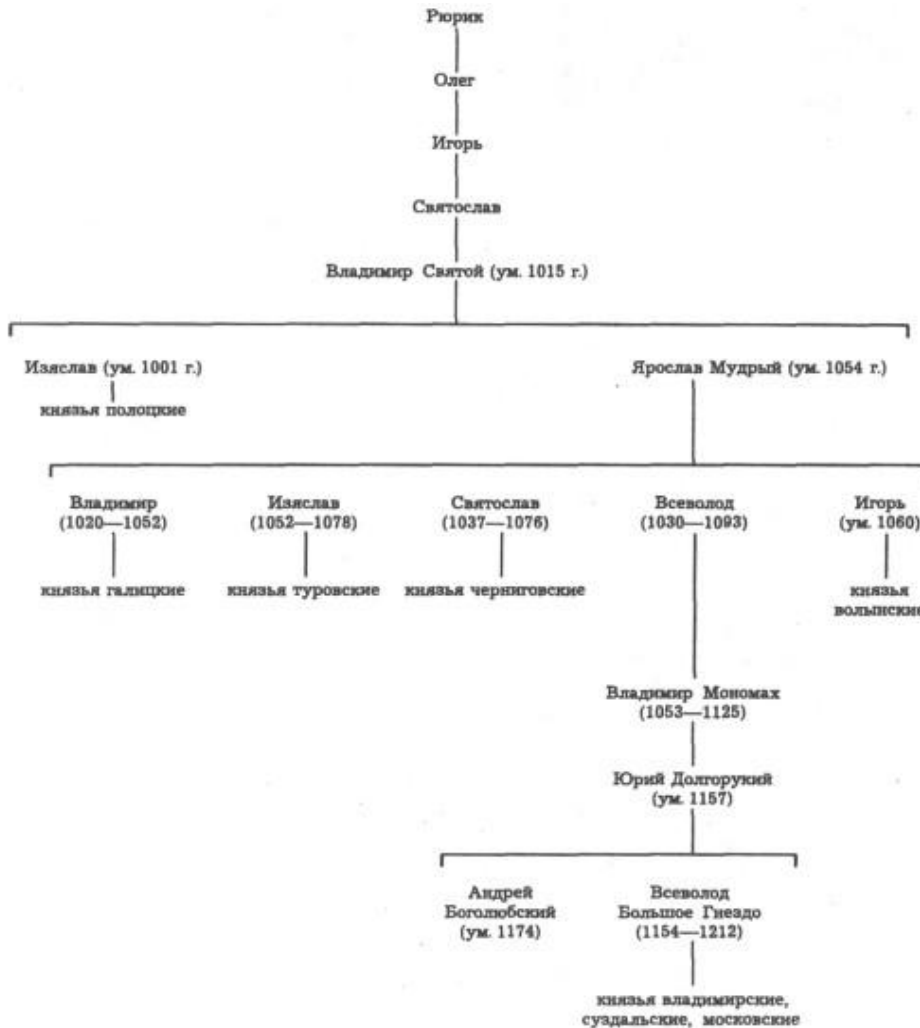 Рюрик
Олег
Игорь
Святослав
Владимир Святой (ум. 1015 г.)
Изяслав (ум. 1001 г.)
князья полоцкие
Ярослав Мудрый (ум. 1054 г.)
Владимир
(1020—1052)
князья галицкие
Изяслав
(1052—1078)
князья туровские
Святослав
(1037—1076)
князья черниговские
Всеволод
(1030—1093)
Игорь
(ум. 1060)
князья
волынские
Владимир Мономах
(1053—1125)
Юрий Долгорукий
(ум. 1157)
Андрей
Боголюбский
(ум. 1174)
Всеволод
Большое Гнездо
(1154—1212)
князья владимирские,
суздальские, московские